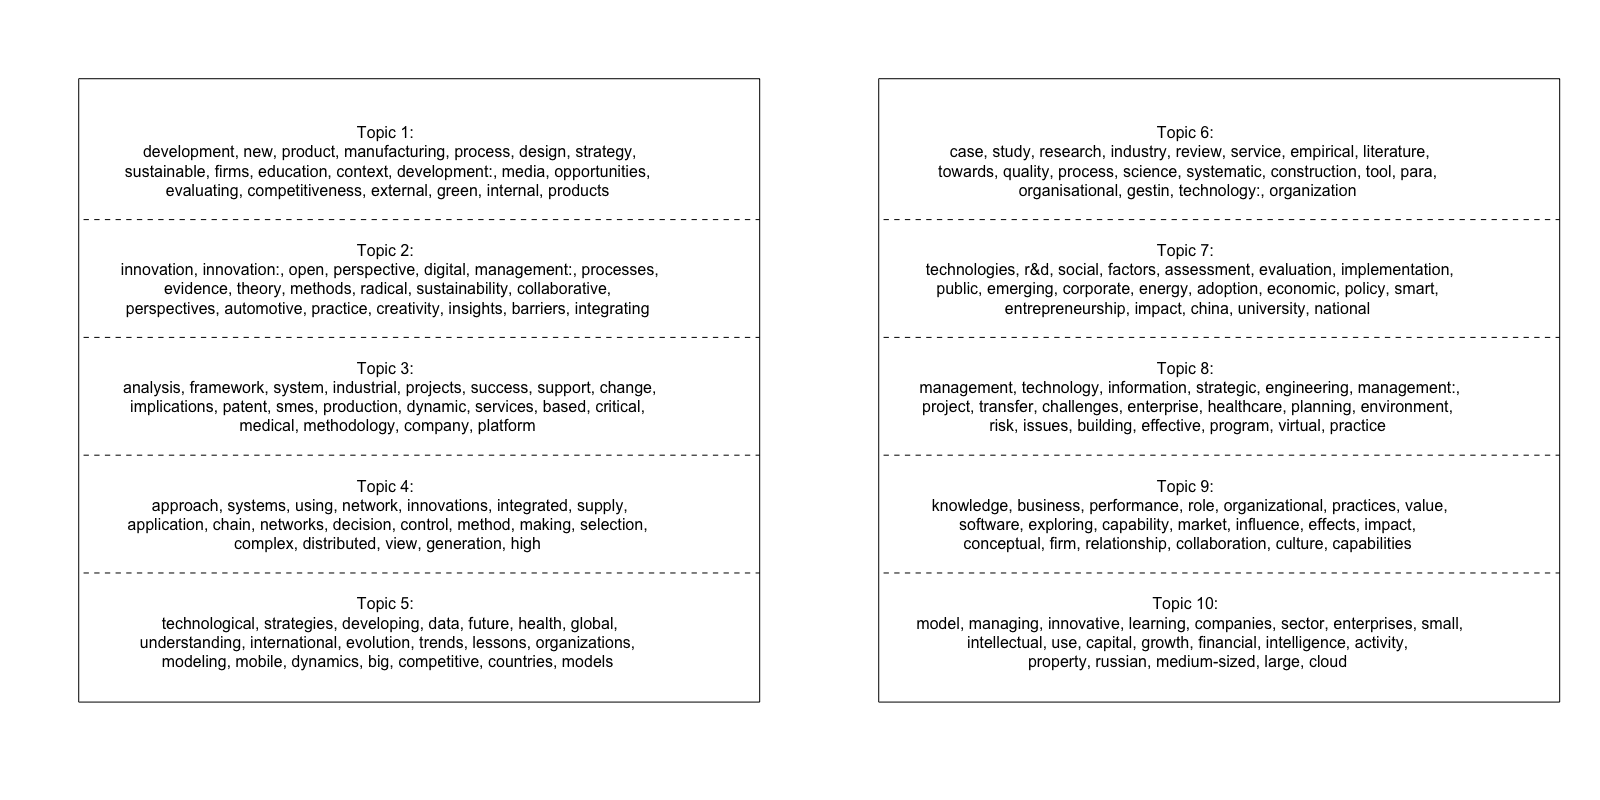 Topic 1:
development, new, product, manufacturing, process, design, strategy,
sustainable, firms, education, context, development:, media, opportunities,
evaluating, competitiveness, external, green, internal, products
Topic 2:
innovation, innovation:, open, perspective, digital, management:, processes,
evidence, theory, methods, radical, sustainability, collaborative,
perspectives, automotive, practice, creativity, insights, barriers, integrating
Topic 3:
analysis, framework, system, industrial, projects, success, support, change,
implications, patent, smes, production, dynamic, services, based, critical,
medical, methodology, company, platform
Topic 4:
approach, systems, using, network, innovations, integrated, supply,
application, chain, networks, decision, control, method, making, selection,
complex, distributed, view, generation, high
Topic 5:
technological, strategies, developing, data, future, health, global,
understanding, international, evolution, trends, lessons, organizations,
modeling, mobile, dynamics, big, competitive, countries, models
Topic 6:
case, study, research, industry, review, service, empirical, literature,
towards, quality, process, science, systematic, construction, tool, para,
organisational, gestin, technology:, organization
Topic 7:
technologies, r&d, social, factors, assessment, evaluation, implementation,
public, emerging, corporate, energy, adoption, economic, policy, smart,
entrepreneurship, impact, china, university, national
Topic 8:
management, technology, information, strategic, engineering, management:,
project, transfer, challenges, enterprise, healthcare, planning, environment,
risk, issues, building, effective, program, virtual, practice
Topic 9:
knowledge, business, performance, role, organizational, practices, value,
software, exploring, capability, market, influence, effects, impact,
conceptual, firm, relationship, collaboration, culture, capabilities
Topic 10:
model, managing, innovative, learning, companies, sector, enterprises, small,
intellectual, use, capital, growth, financial, intelligence, activity,
property, russian, medium-sized, large, cloud